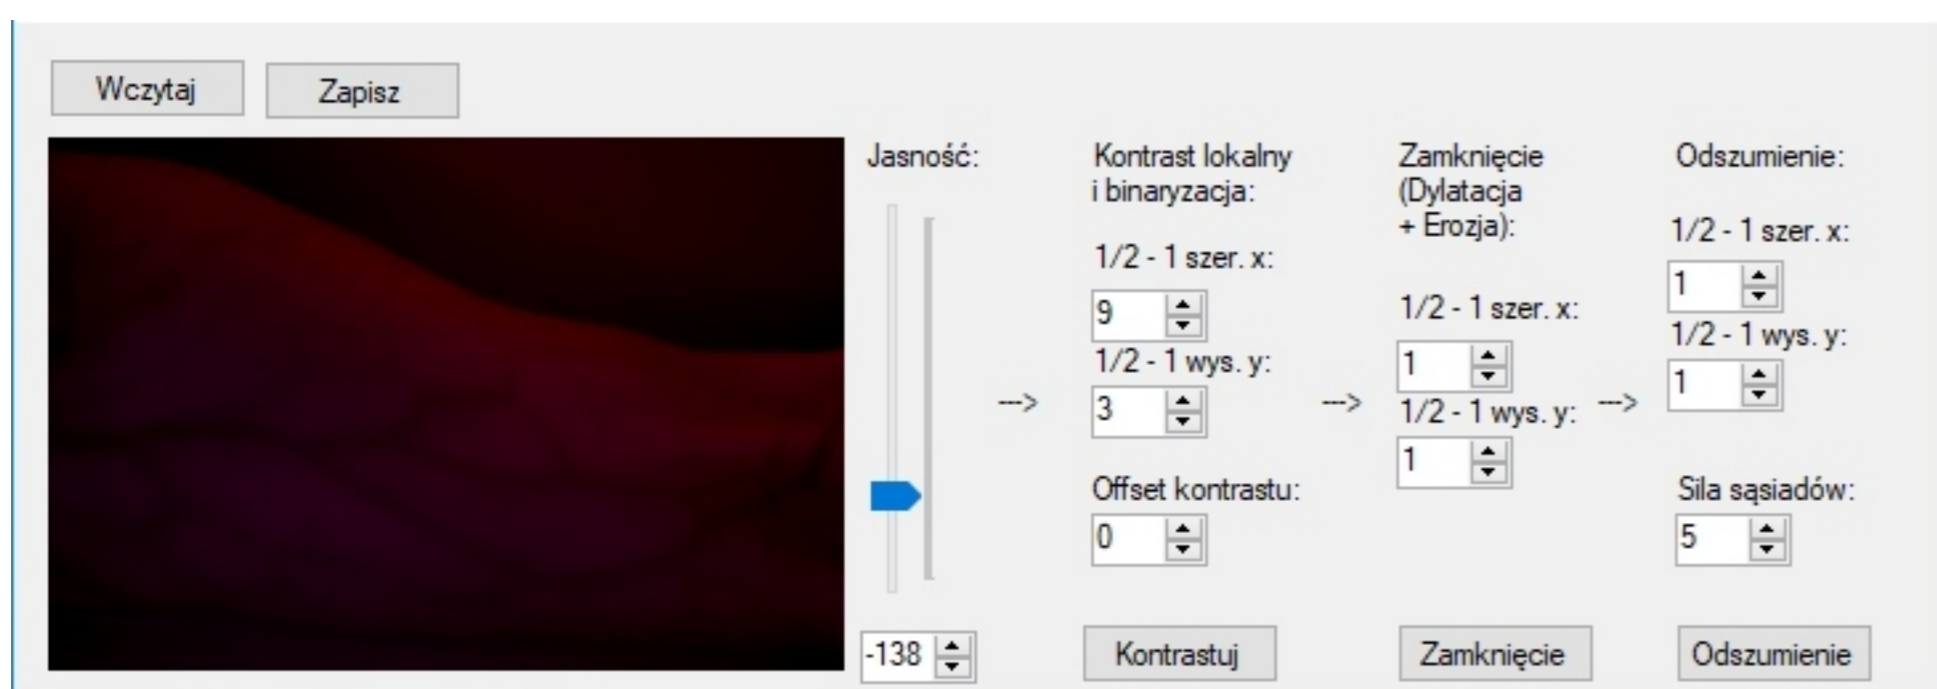 Wczytaj
Zapisz
Jasność:
-138
--->
Kontrast lokalny
i binaryzacja:
1/2 - 1 szer. x:
9
1/2 - 1 wys. y:
3
Offset kontrastu:
0
Kontrastuj
--->
Zamknięcie
(Dylatacja
+ Erozja):
1/2 - 1 szer. x:
1
1/2 - 1 wys. y:
1
Zamknięcie
--->
Odszumienie:
1/2 - 1 szer. x:
1
1/2 - 1 wys. y:
1
Sila sąsiadów:
5
Odszumienie